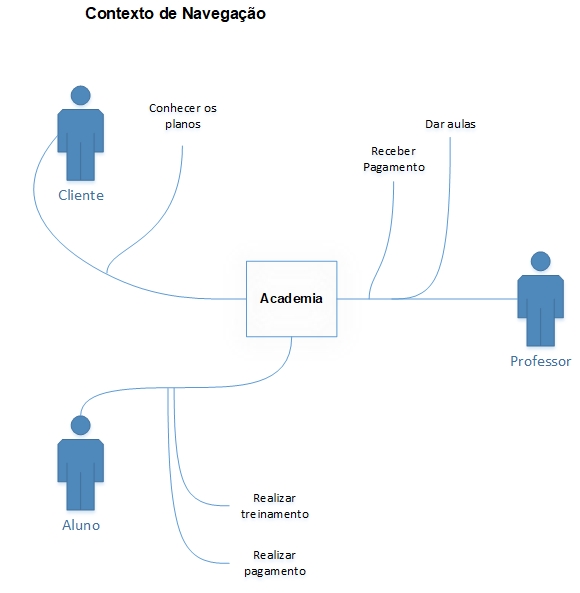 Contexto de Navegação
Conhecer os
planos
Dar aulas
Receber
Pagamento
Cliente
Academia
Professor
Aluno
Realizar
treinamento
Realizar
pagamento